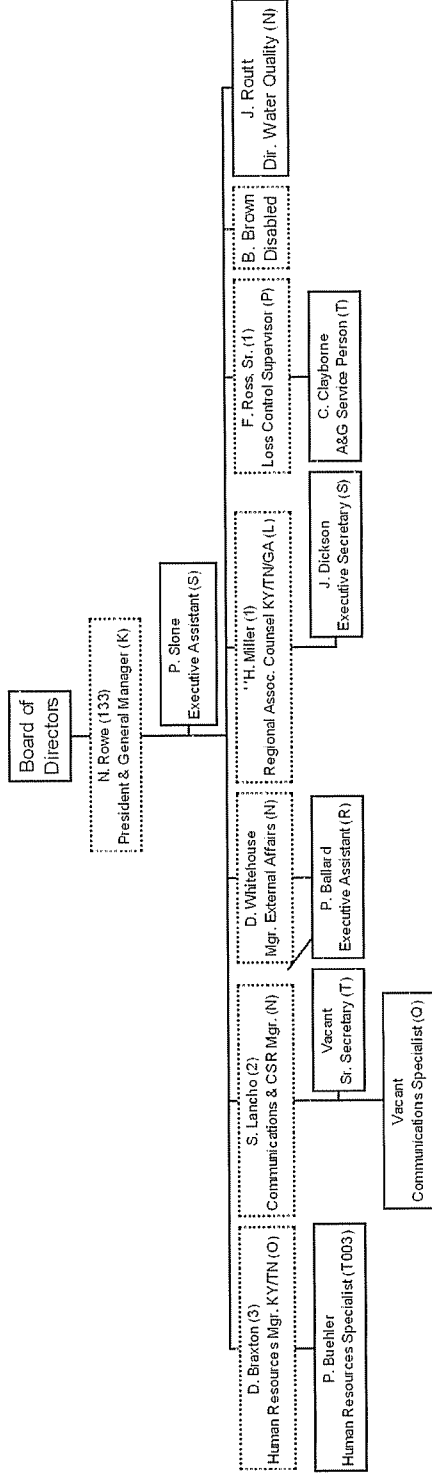 Board of
Directors
N. Rowe (133)
President & General Manager (K)
P. Slone
Executive Assistant (S)
D. Braxton (3)
Human Resources Mgr. KY/TN (O)
S. Lancho (2)
Communications & CSR Mgr. (N)
D. Whitehouse
Mgr. External Affairs (N)
**H. Miller (1)
Regional Assoc. Counsel KY/TN/GA (L)
F. Ross, Sr. (1)
Loss Control Supervisor (P)
B. Brown
Disabled
J. Routt
Dir. Water Quality (N)
P. Buehler
Human Resources Specialist (T003)
Vacant
Sr. Secretary (T)
P. Ballard
Executive Assistant (R)
J. Dickson
Executive Secretary (S)
C. Clayborne
A&G Service Person (T)
Vacant
Communications Specialist (Q)